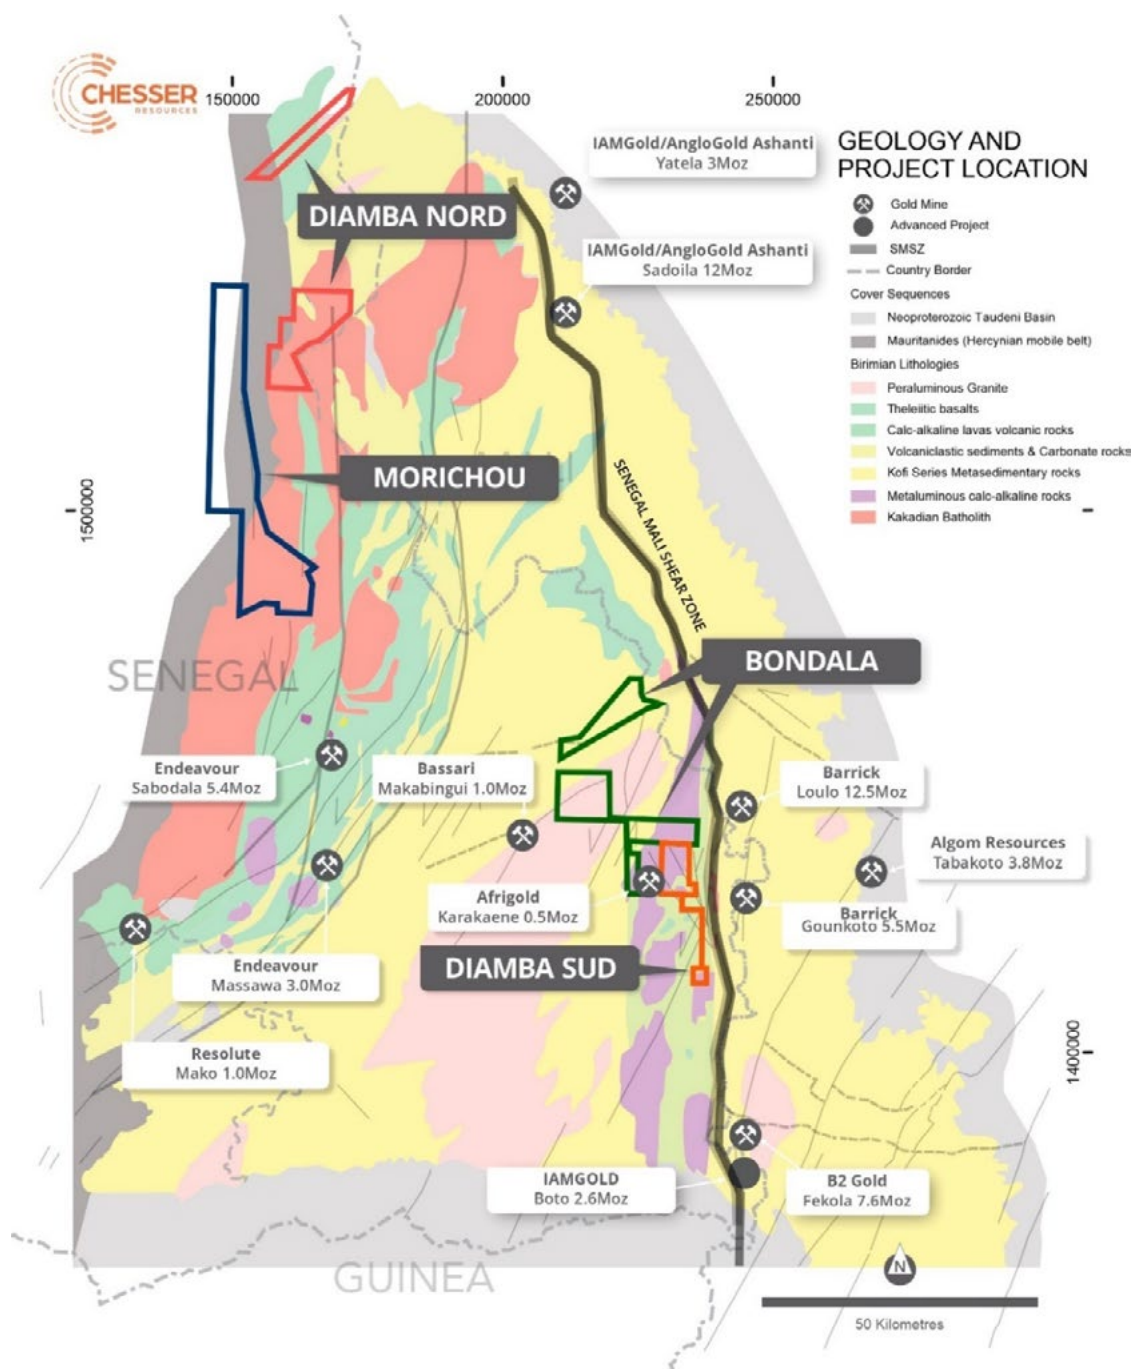 CHESSER
RESOURCES
150000
200000
250000
GEOLOGY AND
PROJECT LOCATION
Gold Mine
Advanced Project
SMSZ
Country Border
Cover Sequences
Neoproterozoic Taudeni Basin
Mauritanides (Hercynian mobile belt)
Birimian Lithologies
Peraluminous Granite
Theleiitic basalts
Calc-alkaline lavas volcanic rocks
Volcaniclastic sediments & Carbonate rocks
Kofi Series Metasedimentary rocks
Metaluminous calc-alkaline rocks
Kakadian Batholith
IAMGold/AngloGold Ashanti
Yatela 3Moz
DIAMBA NORD
IAMGold/AngloGold Ashanti
Sadoila 12Moz
MALI
MORICHOU
1500000
SENEGAL MALI SHEAR ZONE
SENEGAL
BONDALA
Endeavour
Sabodala 5.4Moz
Bassari
Makabingui 1.0Moz
Barrick
Loulo 12.5Moz
Algom Resources
Tabakoto 3.8Moz
Afrigold
Karakaene 0.5Moz
Barrick
Gounkoto 5.5Moz
Endeavour
Massawa 3.0Moz
DIAMBA SUD
Resolute
Mako 1.0Moz
1400000
IAMGOLD
Boto 2.6Moz
B2 Gold
Fekola 7.6Moz
GUINEA
N
50 Kilometres